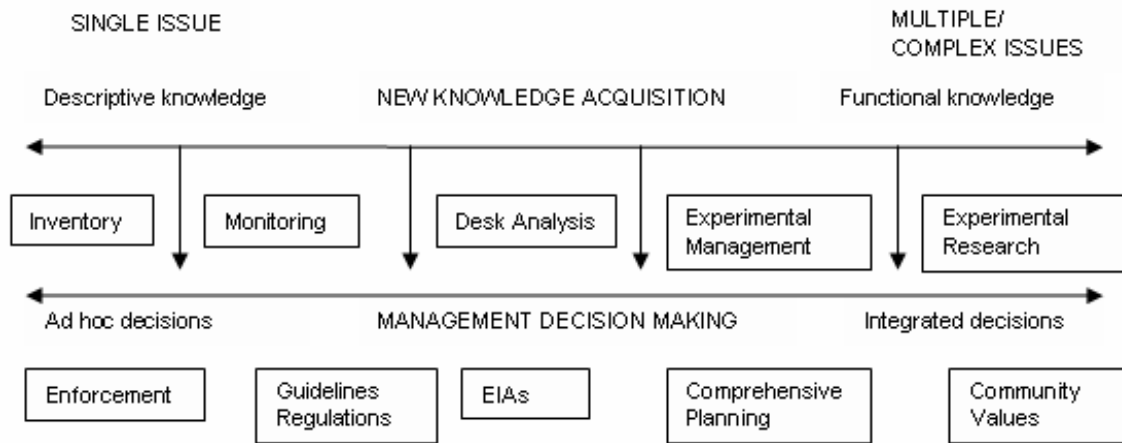 SINGLE ISSUE
MULTIPLE/
COMPLEX ISSUES
Descriptive knowledge
NEW KNOWLEDGE ACQUISITION
Functional knowledge
Inventory
Monitoring
Desk Analysis
Experimental
Management
Experimental
Research
Ad hoc decisions
MANAGEMENT DECISION MAKING
Integrated decisions
Enforcement
Guidelines
Regulations
EIAs
Comprehensive
Planning
Community
Values